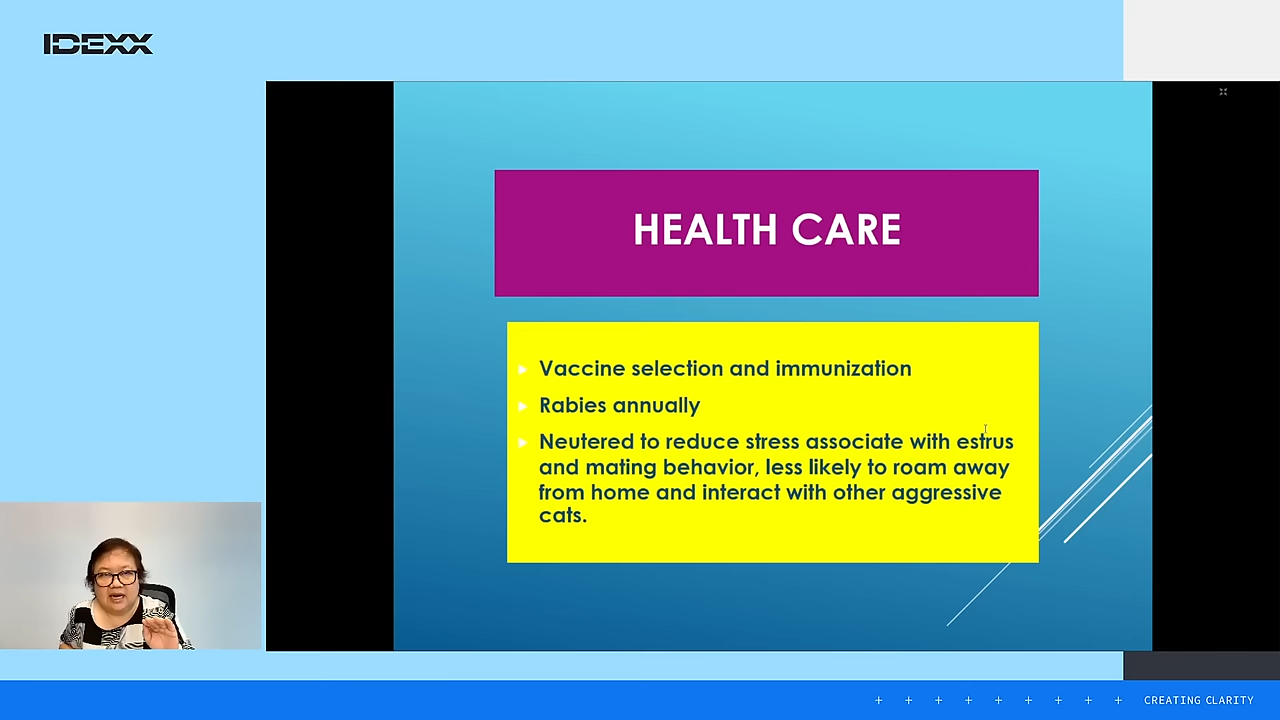 IDEXX
HEALTH CARE
Vaccine selection and immunization
Rabies annually
Neutered to reduce stress associate with estrus
and mating behavior, less likely to roam away
from home and interact with other aggressive
cats.
CREATING CLARITY